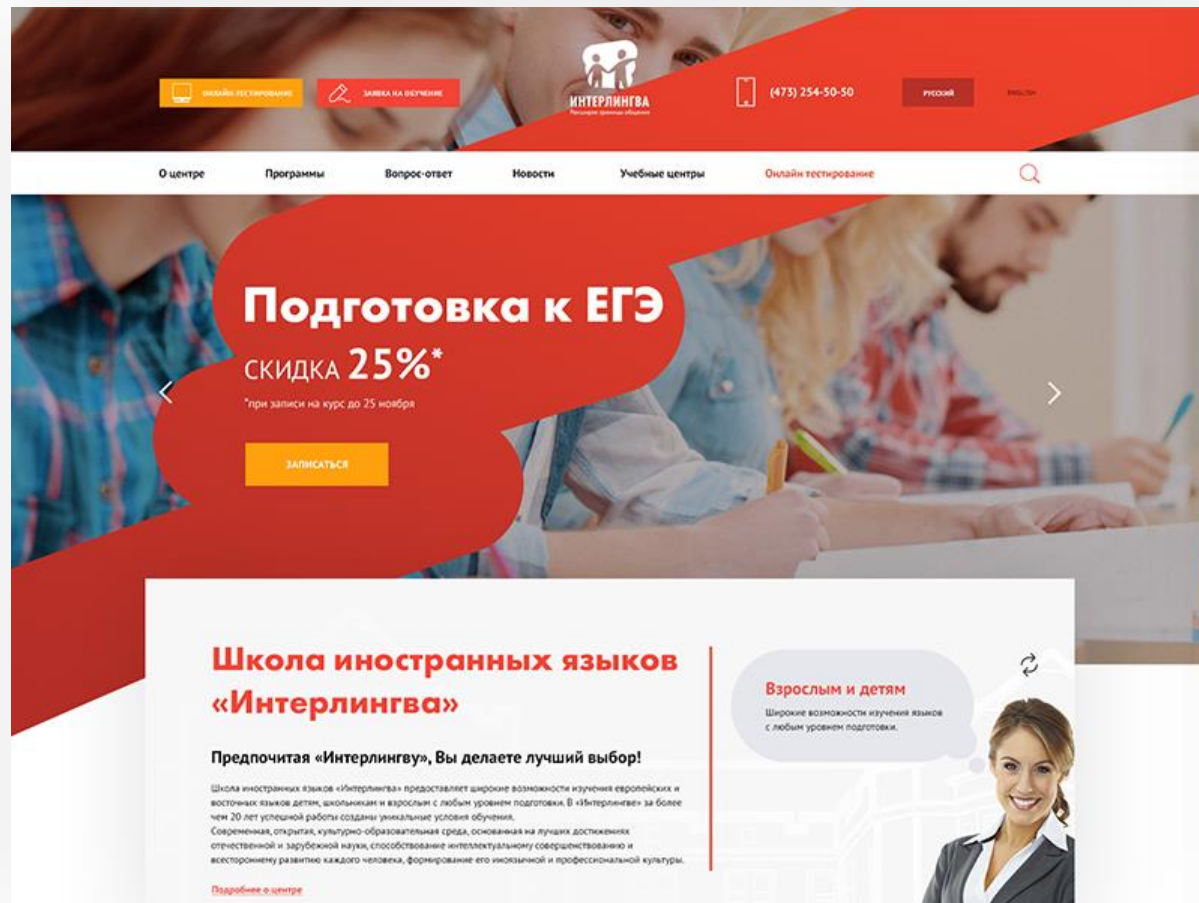 ОНЛАЙН ТЕСТИРОВАНИЕ
ЗАЯВКА НА ОБУЧЕНИЕ
ИНТЕРЛИНГВА
Расширяя границы общения
(473) 254-50-50
РУССКИЙ
ENGLISH
О центре
Программы
Вопрос-ответ
Новости
Учебные центры
Онлайн тестирование
Подготовка к ЕГЭ
СКИДКА 25%*
*при записи на курс до 25 ноября
ЗАПИСАТЬСЯ
Школа иностранных языков
«Интерлингва»
Предпочитая «Интерлингву», Вы делаете лучший выбор!
Школа иностранных языков «Интерлингва» предоставляет широкие возможности изучения европейских и
восточных языков детям, школьникам и взрослым с любым уровнем подготовки. В «Интерлингве» за более
чем 20 лет успешной работы созданы уникальные условия обучения.
Современная, открытая, культурно-образовательная среда, основанная на лучших достижениях
отечественной и зарубежной науки, способствование интеллектуальному совершенствованию и
всестороннему развитию каждого человека, формирование его иноязычной и профессиональной культуры.
Подробнее о центре
Взрослым и детям
Широкие возможности изучения языков
с любым уровнем подготовки.